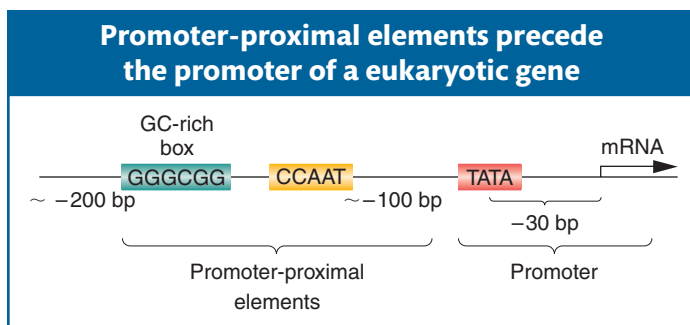 Promoter-proximal elements precede
the promoter of a eukaryotic gene
GC-rich
box
mRNA
GGGCGG
CCAAT
TATA
~ −200 bp
~−100 bp
−30 bp
Promoter-proximal
elements
Promoter